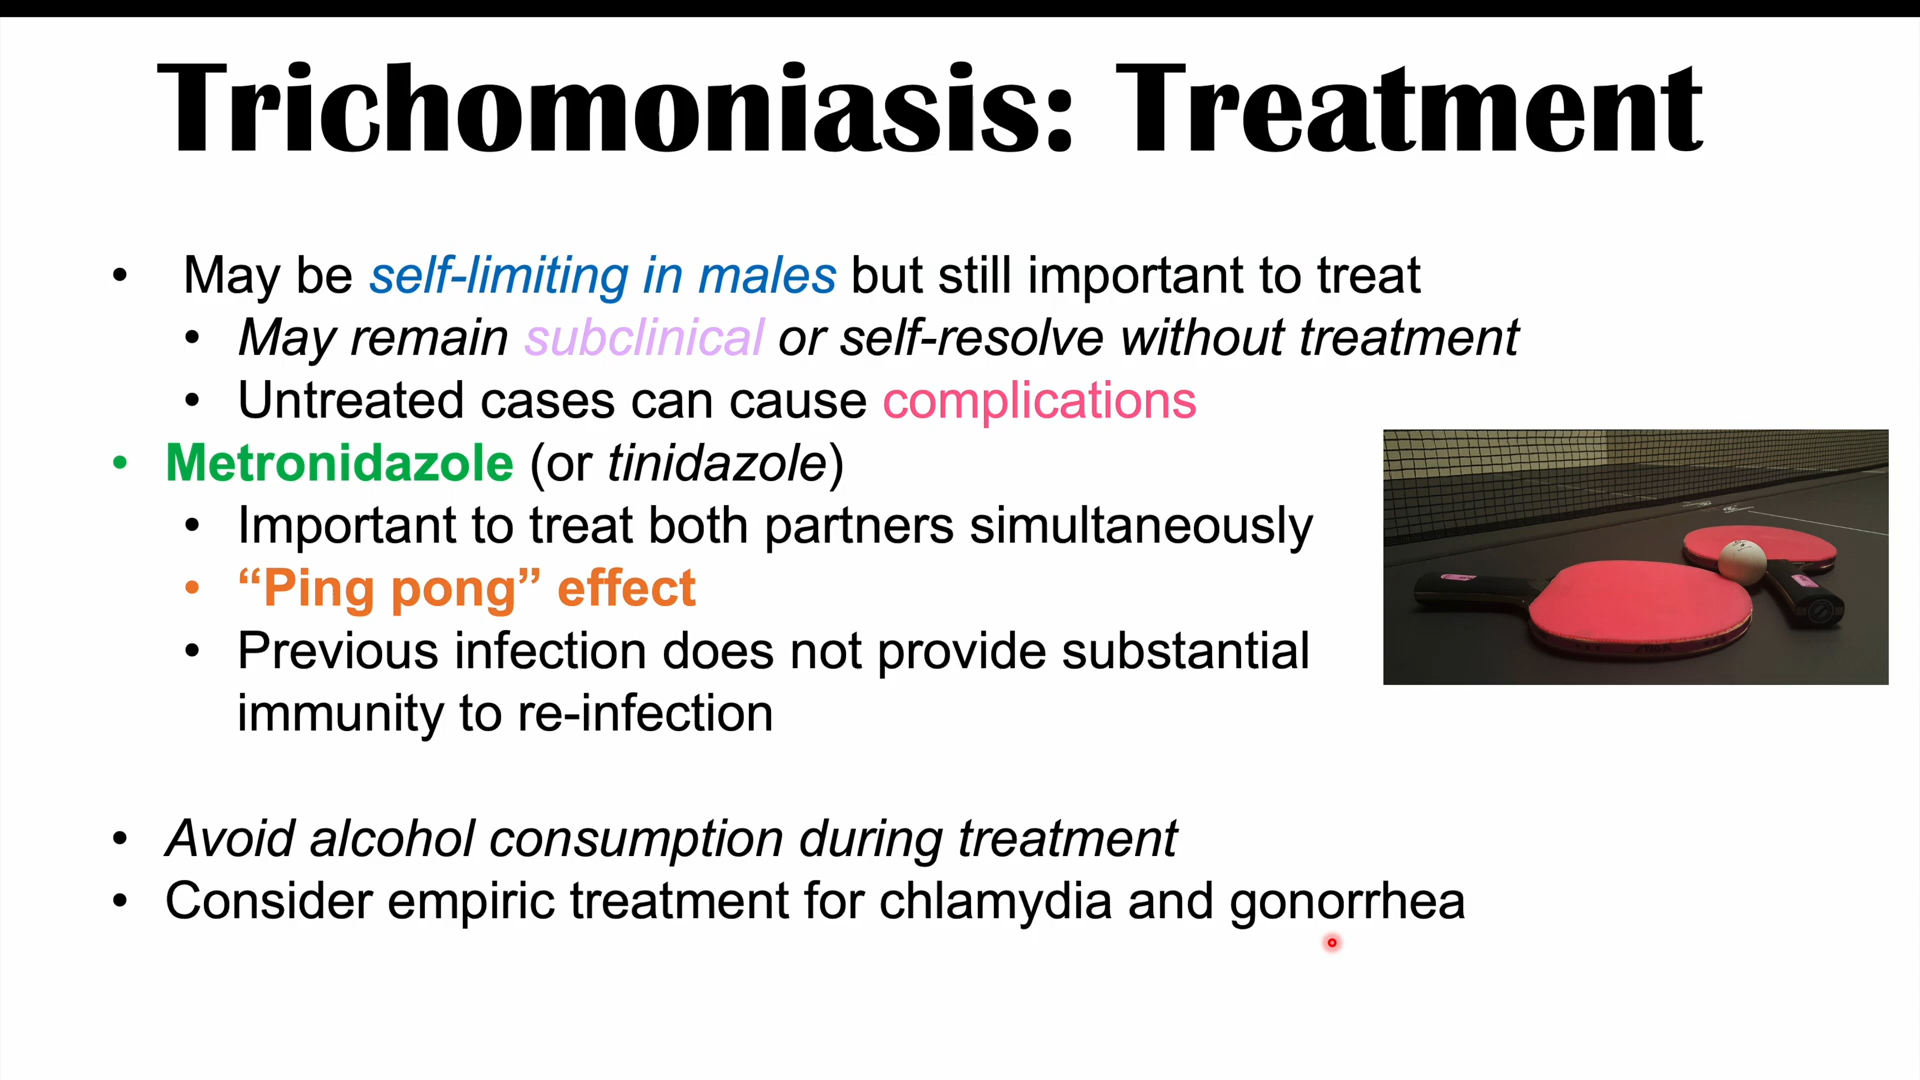 Trichomoniasis: Treatment
• May be self-limiting in males but still important to treat
• May remain subclinical or self-resolve without treatment
• Untreated cases can cause complications
• Metronidazole (or tinidazole)
• Important to treat both partners simultaneously
• “Ping pong” effect
• Previous infection does not provide substantial
immunity to re-infection
• Avoid alcohol consumption during treatment
• Consider empiric treatment for chlamydia and gonorrhea